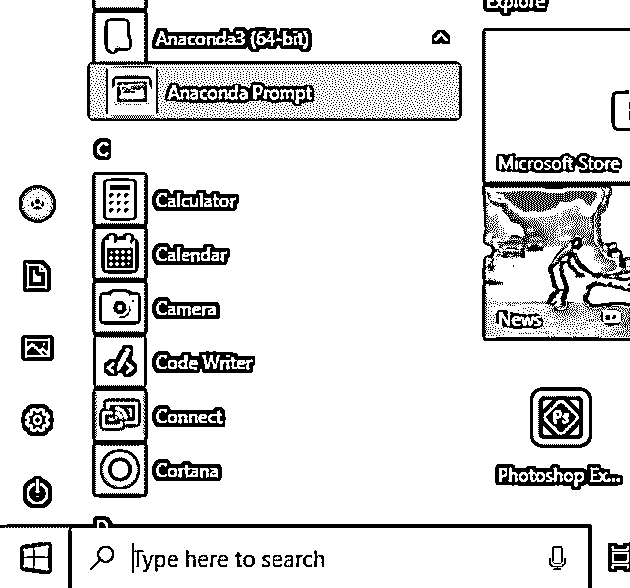 Explore
Anaconda3 (64-bit)
Anaconda Prompt
C
Calculator
Microsoft Store
Calendar
Camera
News
Code Writer
Connect
Ps
Cortana
Photoshop Ex...
D
Type here to search